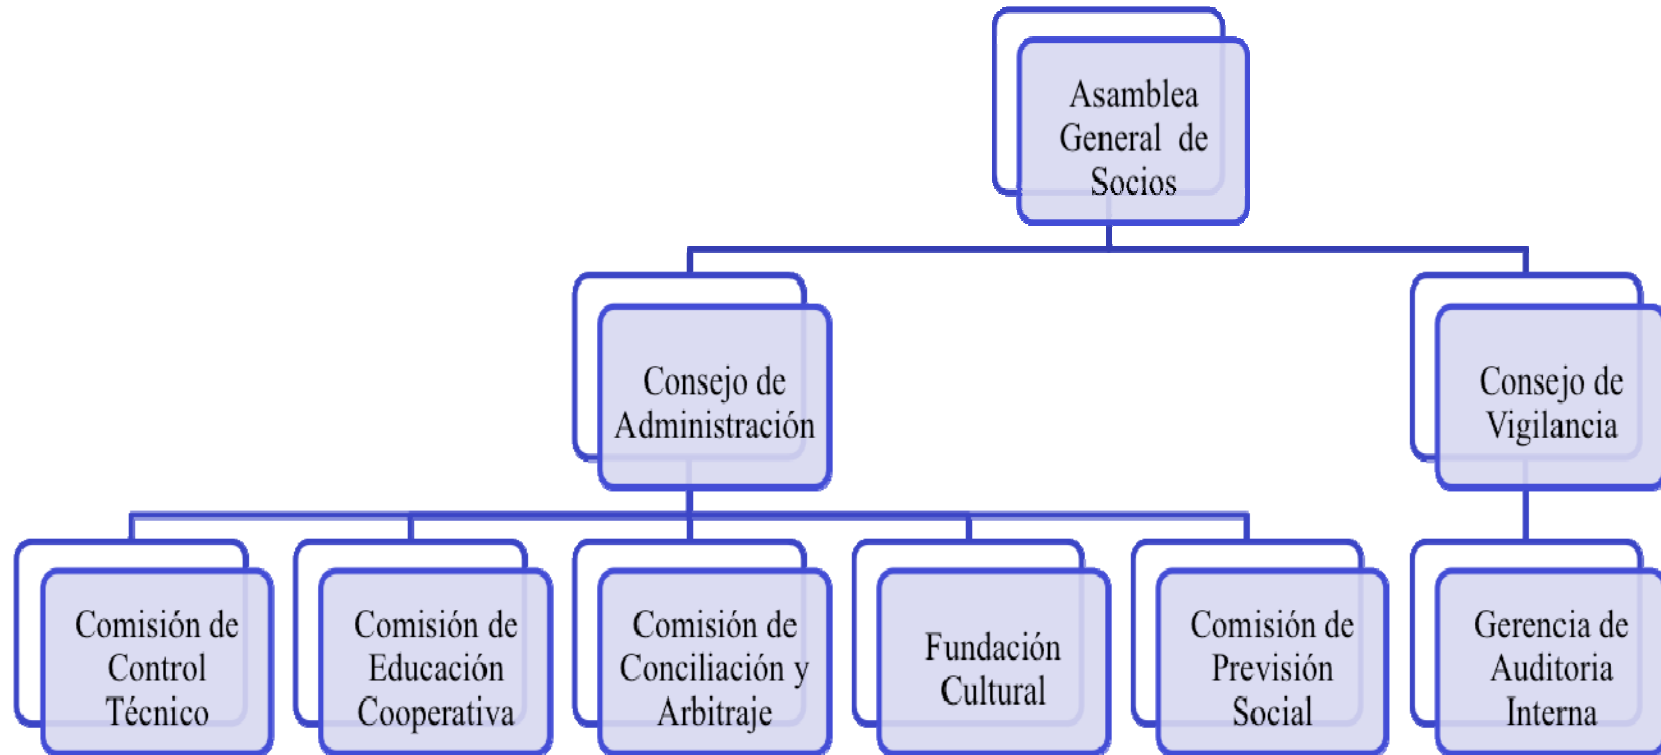 Asamblea
General de
Socios
Consejo de
Administración
Consejo de
Vigilancia
Comisión de
Control
Técnico
Comisión de
Educación
Cooperativa
Comisión de
Conciliación y
Arbitraje
Fundación
Cultural
Comisión de
Previsión
Social
Gerencia de
Auditoria
Interna